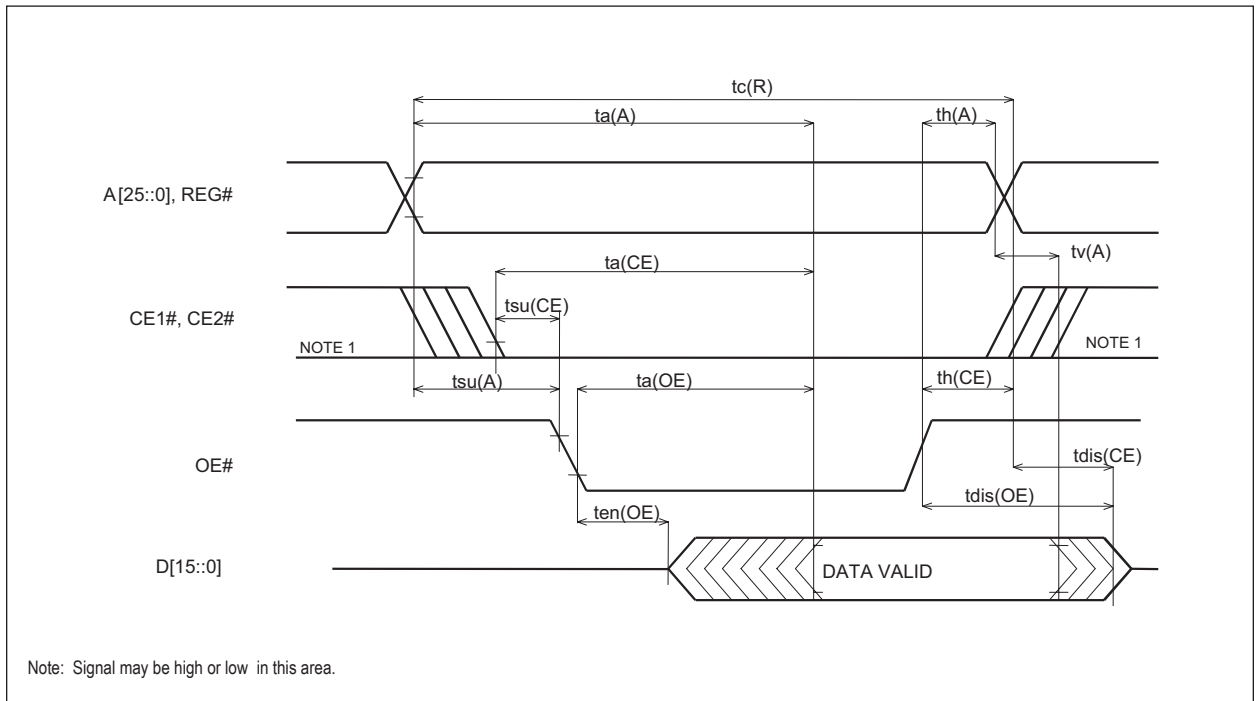 tc(R)
ta(A)
th(A)
A[25::0], REG#
tv(A)
ta(CE)
tsu(CE)
CE1#, CE2#
NOTE 1
NOTE 1
tsu(A)
ta(OE)
th(CE)
OE#
tdis(CE)
tdis(OE)
ten(OE)
D[15::0]
DATA VALID
Note: Signal may be high or low in this area.